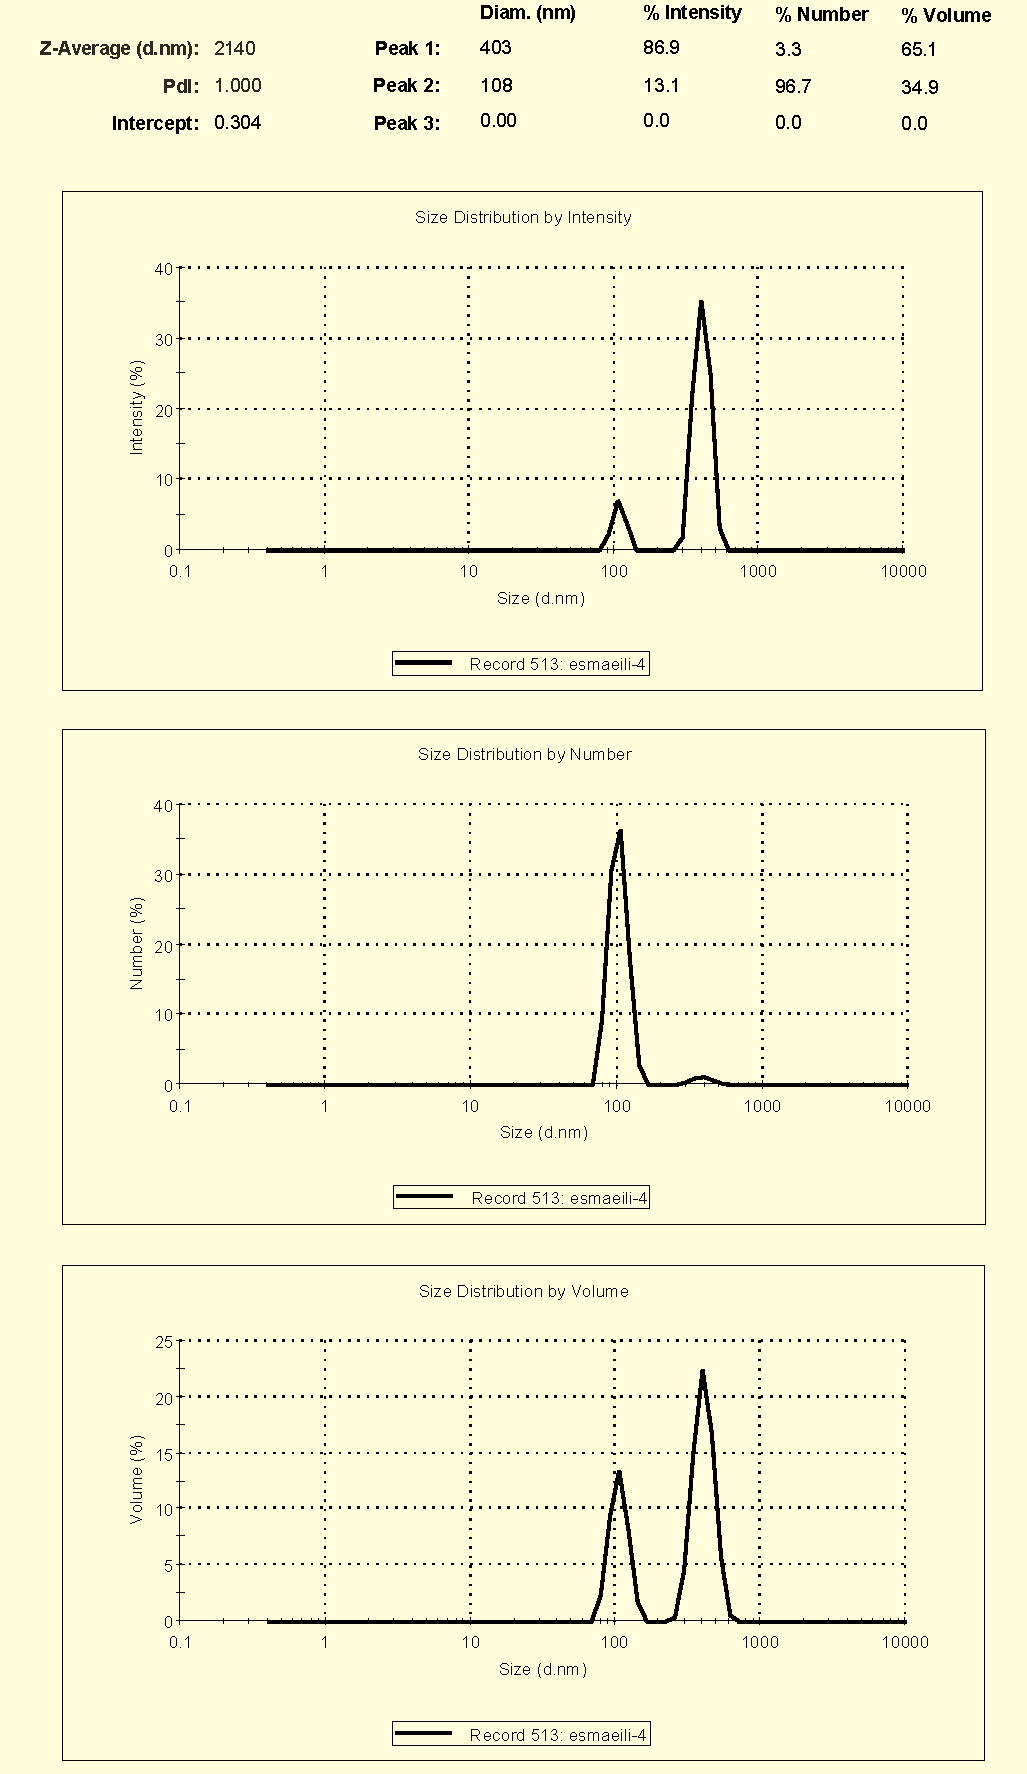 Diam. (nm) % Intensity % Number % Volume
Z-Average (d.nm): 2140 Peak 1: 403 86.9 3.3 65.1
PdI: 1.000 Peak 2: 108 13.1 96.7 34.9
Intercept: 0.304 Peak 3: 0.00 0.0 0.0 0.0
Size Distribution by Intensity
40
30
20
10
0
Intensity (%)
0.1 1 10 100 1000 10000
Size (d.nm)
Record 513: esmaeili-4
Size Distribution by Number
40
30
20
10
0
Number (%)
0.1 1 10 100 1000 10000
Size (d.nm)
Record 513: esmaeili-4
Size Distribution by Volume
25
20
15
10
5
0
Volume (%)
0.1 1 10 100 1000 10000
Size (d.nm)
Record 513: esmaeili-4